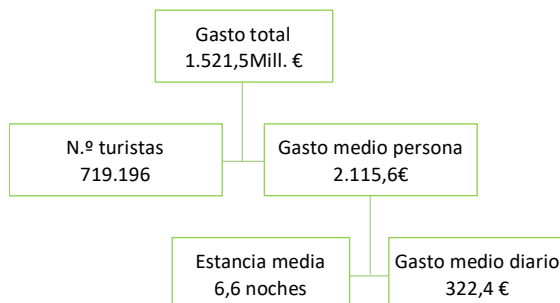 Gasto total
1.521,5Mill. €
N.º turistas
719.196
Gasto medio persona
2.115,6€
Estancia media
6,6 noches
Gasto medio diario
322,4 €